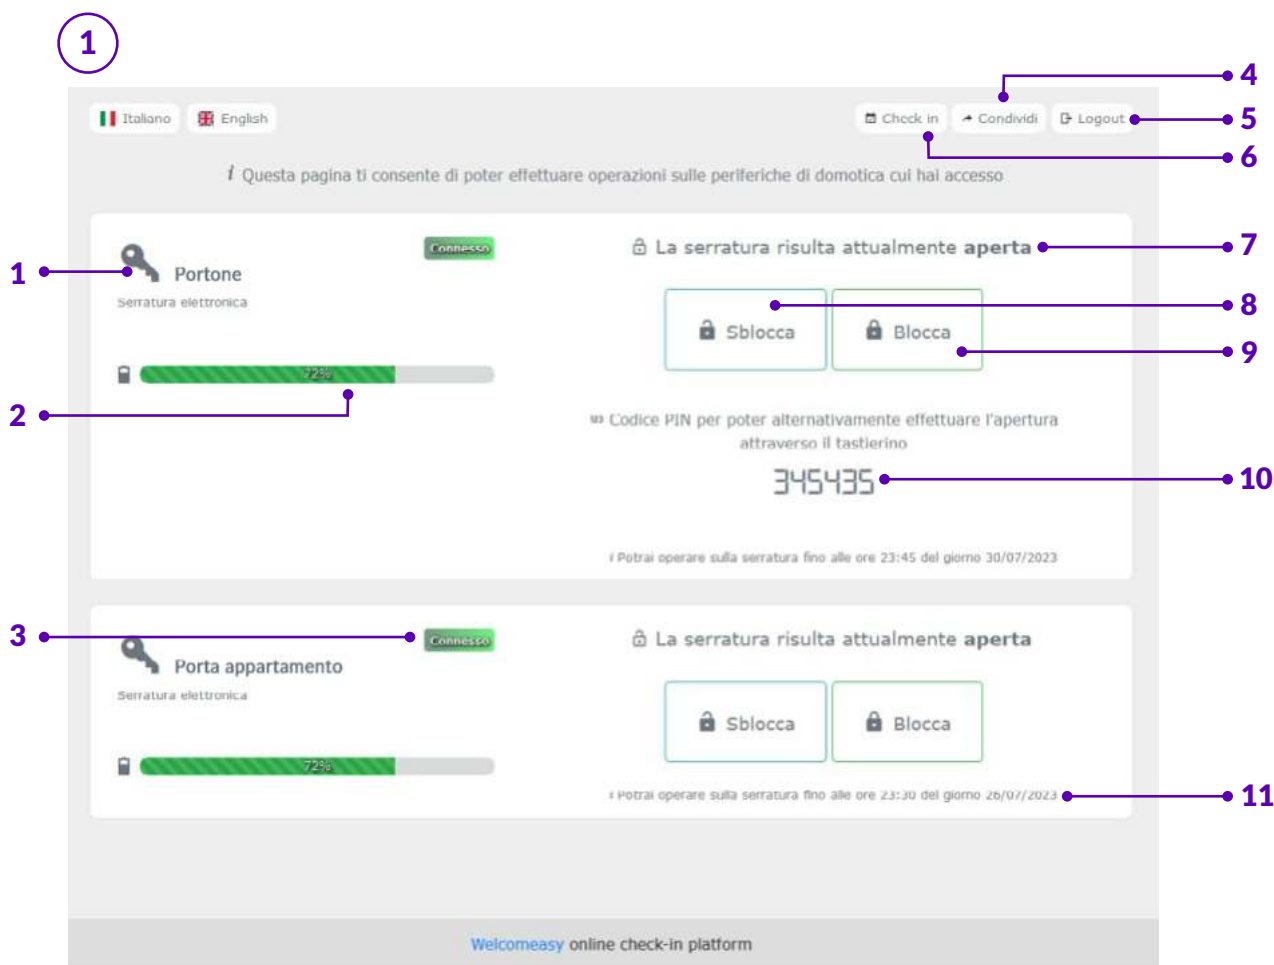 1
4
Italiano English Check in Condividi Logout 5
6
i Questa pagina ti consente di poter effettuare operazioni sulle periferiche di domotica cui hai accesso
Connesso La serratura risulta attualmente aperta 7
1 Portone
Serratura elettronica
8
Sblocca Blocca
9
72%
2
Codice PIN per poter alternativamente effettuare l'apertura
attraverso il tastierino
345435 10
i Potrai operare sulla serratura fino alle ore 23:45 del giorno 30/07/2023
3 Connesso La serratura risulta attualmente aperta
Porta appartamento
Serratura elettronica
Sblocca Blocca
72%
i Potrai operare sulla serratura fino alle ore 23:30 del giorno 26/07/2023 11
Welcomeasy online check-in platform